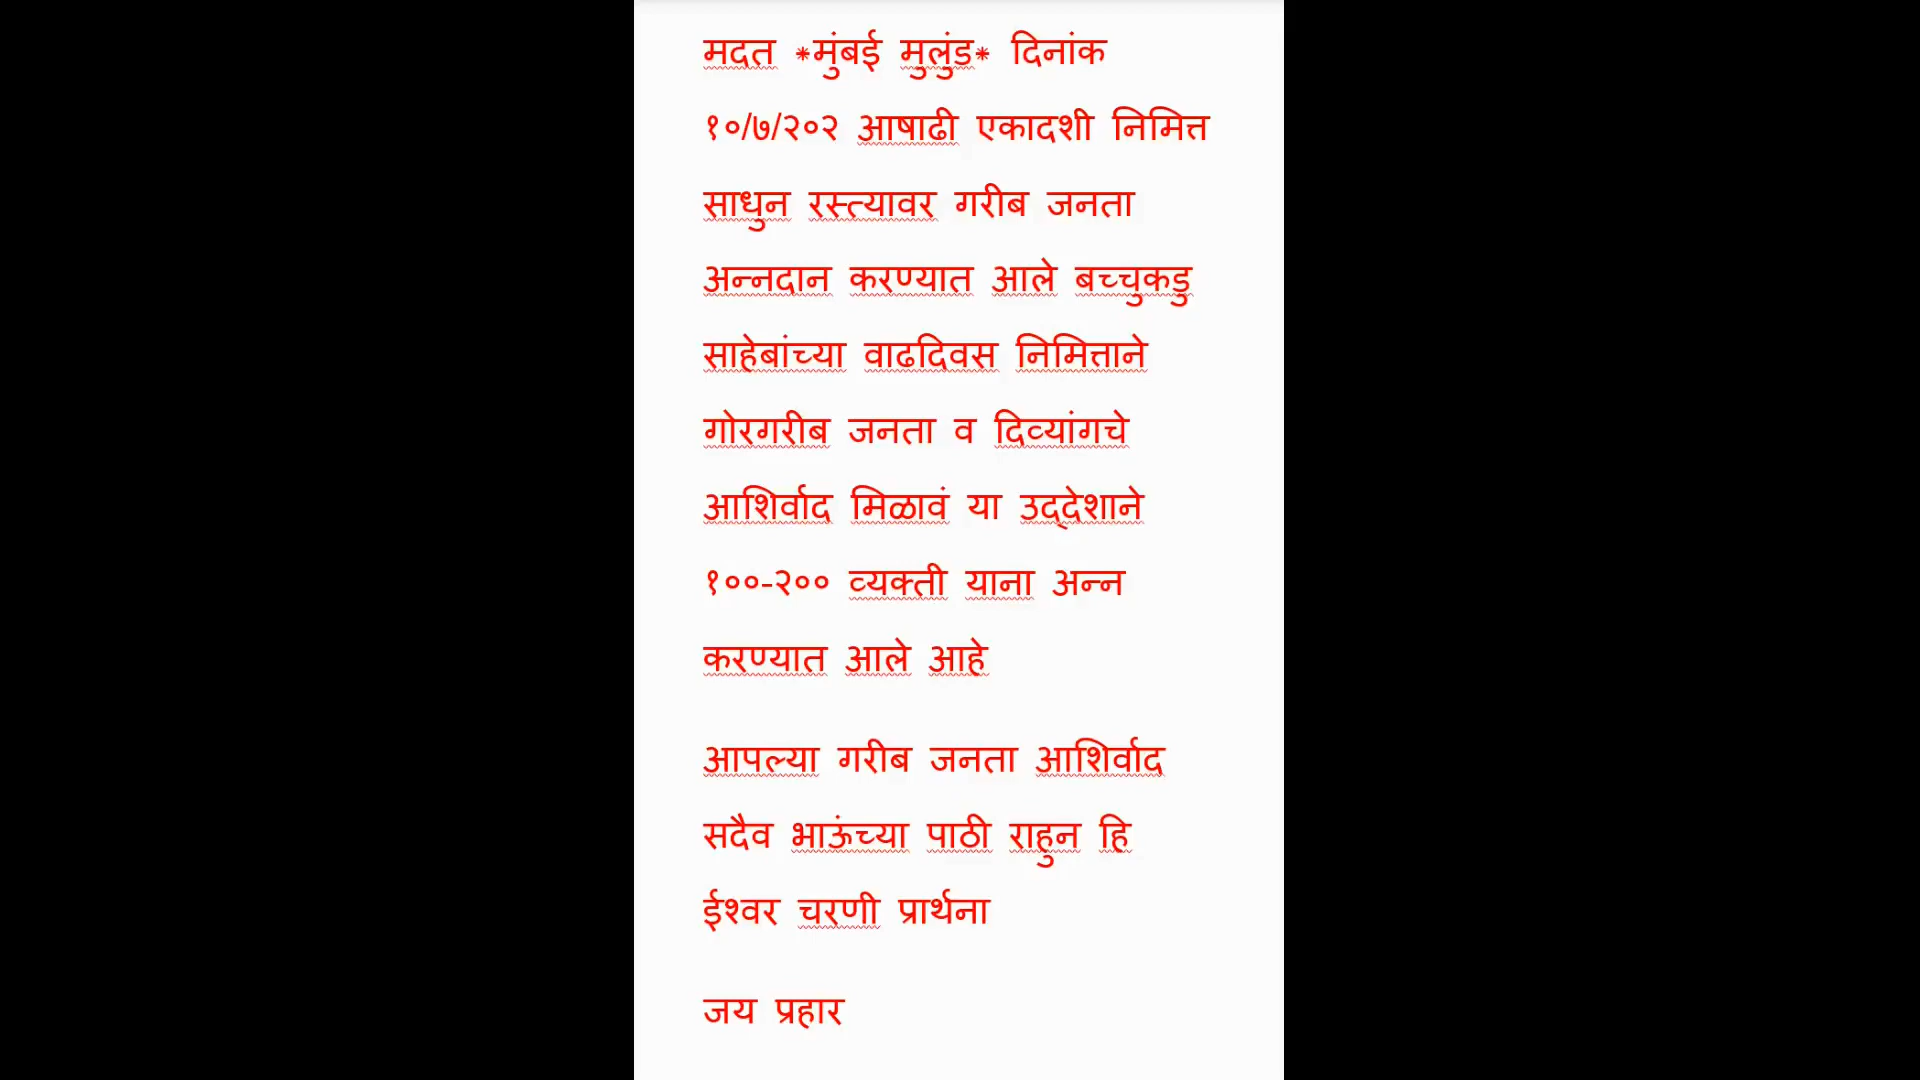 मदत *मुंबई मुलुंड* दिनांक
१०/७/२०२ आषाढी एकादशी निमित्त
साधुन रस्त्यावर गरीब जनता
अन्नदान करण्यात आले बच्चुकडु
साहेबांच्या वाढदिवस निमित्ताने
गोरगरीब जनता व दिव्यांगचे
आशिर्वाद मिळावं या उद्देशाने
१००-२०० व्यक्ती याना अन्न
करण्यात आले आहे
आपल्या गरीब जनता आशिर्वाद
सदैव भाऊंच्या पाठी राहुन हि
ईश्वर चरणी प्रार्थना
जय प्रहार